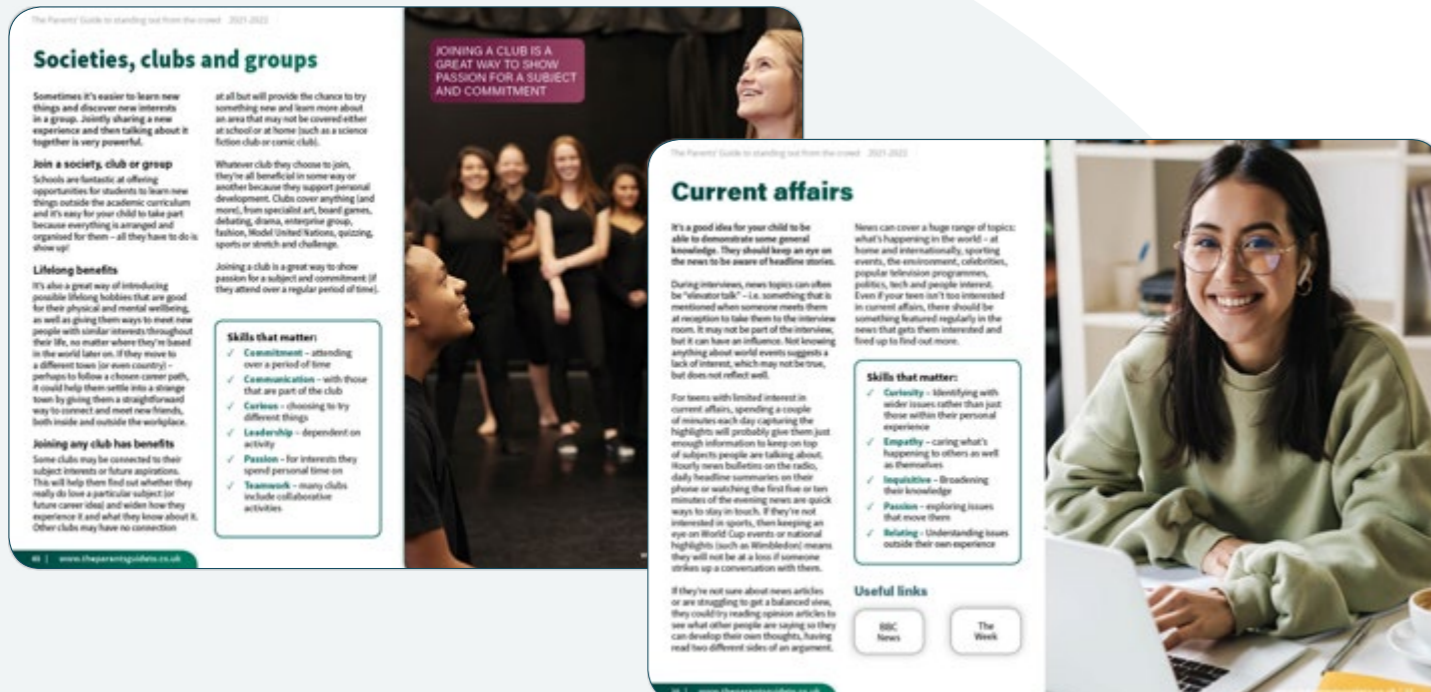 The Parents' Guide to standing out from the crowd 2021-2022
Societies, clubs and groups
Sometimes it's easier to learn new
things and discover new interests
in a group. Jointly sharing a new
experience and then talking about it
together is very powerful.
Join a society, club or group
Schools are fantastic at offering
opportunities for students to learn new
things outside the academic curriculum
and it's easy for your child to take part
because everything is arranged and
organised for them – all they have to do is
show up!
Lifelong benefits
It's also a great way of introducing
possible lifelong hobbies that are good
for their physical and mental wellbeing,
as well as giving them ways to meet new
people with similar interests throughout
their life, no matter where they're based
in the world later on. If they move to
a different town (or even country) –
perhaps to follow a chosen career path,
it could help them settle into a strange
town by giving them a straightforward
way to connect and meet new friends,
both inside and outside the workplace.
Joining any club has benefits
Some clubs may be connected to their
subject interests or future aspirations.
This will help them find out whether they
really do love a particular subject (or
future career idea) and widen how they
experience it and what they know about it.
Other clubs may have no connection
at all but will provide the chance to try
something new and learn more about
an area that may not be covered either
at school or at home (such as a science
fiction club or comic club).
Whatever club they choose to join,
they're all beneficial in some way or
another because they support personal
development. Clubs cover anything (and
more), from specialist art, board games,
debating, drama, enterprise group,
fashion, Model United Nations, quizzing,
sports or stretch and challenge.
Joining a club is a great way to show
passion for a subject and commitment (if
they attend over a regular period of time).
Skills that matter:
✓ Commitment – attending
over a period of time
✓ Communication – with those
that are part of the club
✓ Curious – choosing to try
different things
✓ Leadership – dependent on
activity
✓ Passion – for interests they
spend personal time on
✓ Teamwork – many clubs
include collaborative
activities
| www.theparentsguideto.co.uk
JOINING A CLUB IS A
GREAT WAY TO SHOW
PASSION FOR A SUBJECT
AND COMMITMENT
The Parents' Guide to standing out from the crowd 2021-2022
Current affairs
It's a good idea for your child to be
able to demonstrate some general
knowledge. They should keep an eye on
the news to be aware of headline stories.
During interviews, news topics can often
be "elevator talk" – i.e. something that is
mentioned when someone meets them
at reception to take them to the interview
room. It may not be part of the interview,
but it can have an influence. Not knowing
anything about world events suggests a
lack of interest, which may not be true,
but does not reflect well.
For teens with limited interest in
current affairs, spending a couple
of minutes each day capturing the
highlights will probably give them just
enough information to keep on top
of subjects people are talking about.
Hourly news bulletins on the radio,
daily headline summaries on their
phone or watching the first five or ten
minutes of the evening news are quick
ways to stay in touch. If they're not
interested in sports, then keeping an
eye on World Cup events or national
highlights (such as Wimbledon) means
they will not be at a loss if someone
strikes up a conversation with them.
If they're not sure about news articles
or are struggling to get a balanced view,
they could try reading opinion articles to
see what other people are saying so they
can develop their own thoughts, having
read two different sides of an argument.
News can cover a huge range of topics:
what's happening in the world – at
home and internationally, sporting
events, the environment, celebrities,
popular television programmes,
politics, tech and people interest.
Even if your teen isn't too interested
in current affairs, there should be
something featured regularly in the
news that gets them interested and
fired up to find out more.
Skills that matter:
✓ Curiosity – Identifying with
wider issues rather than just
those within their personal
experience
✓ Empathy – caring what's
happening to others as well
as themselves
✓ Inquisitive – Broadening
their knowledge
✓ Passion – exploring issues
that move them
✓ Relating – Understanding issues
outside their own experience
Useful links
BBC
News
The
Week
| www.theparentsguideto.co.uk